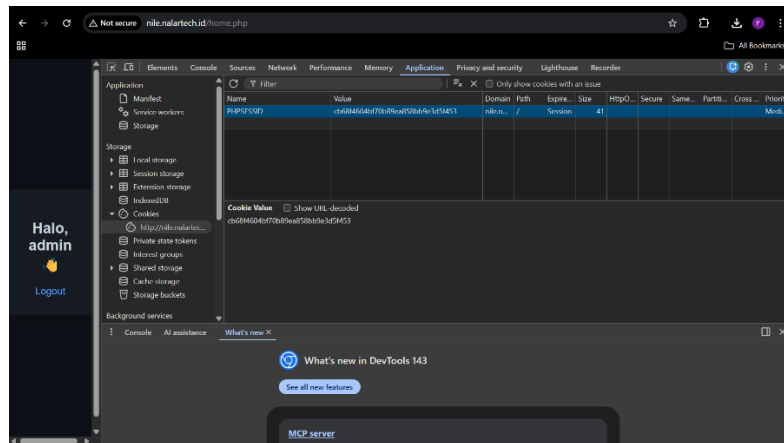 Not secure nile.nalartech.id/home.php
All Bookmarks
Elements Console Sources Network Performance Memory Application Privacy and security Lighthouse Recorder
Application
Manifest
Service workers
Storage
Storage
Local storage
Session storage
Extension storage
IndexedDB
Cookies
http://nile.nalartec...
Private state tokens
Interest groups
Shared storage
Cache storage
Storage buckets
Background services
Filter Only show cookies with an issue
Name Value Domain Path Expire... Size HttpO... Secure Same... Partiti... Cross ... Priorit
PHPSESSID nile.n... / Session 41 Medi...
Cookie Value Show URL-decoded
Halo,
admin
Logout
Console AI assistance What's new
What's new in DevTools 143
See all new features
MCP server